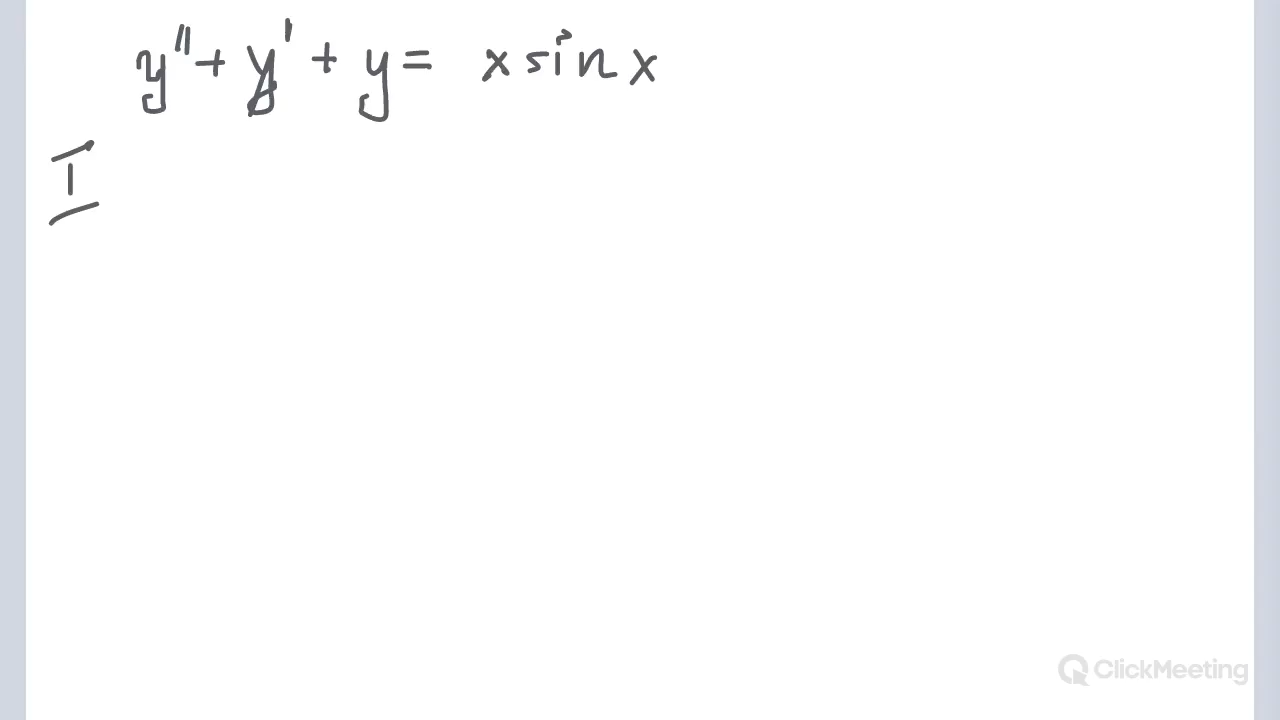 y'' + y' + y = x sin x
I
ClickMeeting